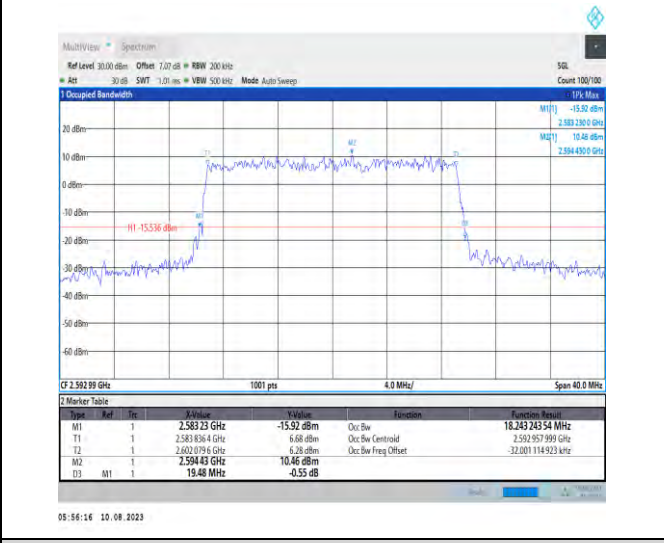 MultiView Spectrum
Ref Level 30.00 dBm Offset 7.07 dB RBW 200 kHz SGL
Att 30 dB SWT 1.01 ms VBW 500 kHz Mode Auto Sweep Count 100/100
1 Occupied Bandwidth 1Pk Max
M1[1] -15.92 dBm
2.583 230 0 GHz
M2[1] 10.46 dBm
2.594 430 0 GHz
20 dBm
10 dBm
0 dBm
-10 dBm
-20 dBm
-30 dBm
-40 dBm
-50 dBm
-60 dBm
T1
M2
M1
H1 -15.536 dBm
CF 2.592 99 GHz 1001 pts 4.0 MHz/ Span 40.0 MHz
2 Marker Table
Type Ref Trc X-Value Y-Value Function Function Result
M1 1 2.583 23 GHz -15.92 dBm Occ Bw 18.243 243 54 MHz
T1 1 2.583 836 4 GHz 6.68 dBm Occ Bw Centroid 2.592 957 999 GHz
T2 1 2.602 079 6 GHz 6.28 dBm Occ Bw Freq Offset -32.001 114 923 kHz
M2 1 2.594 43 GHz 10.46 dBm
D3 M1 1 19.48 MHz -0.55 dB
05:56:16 10.08.2023